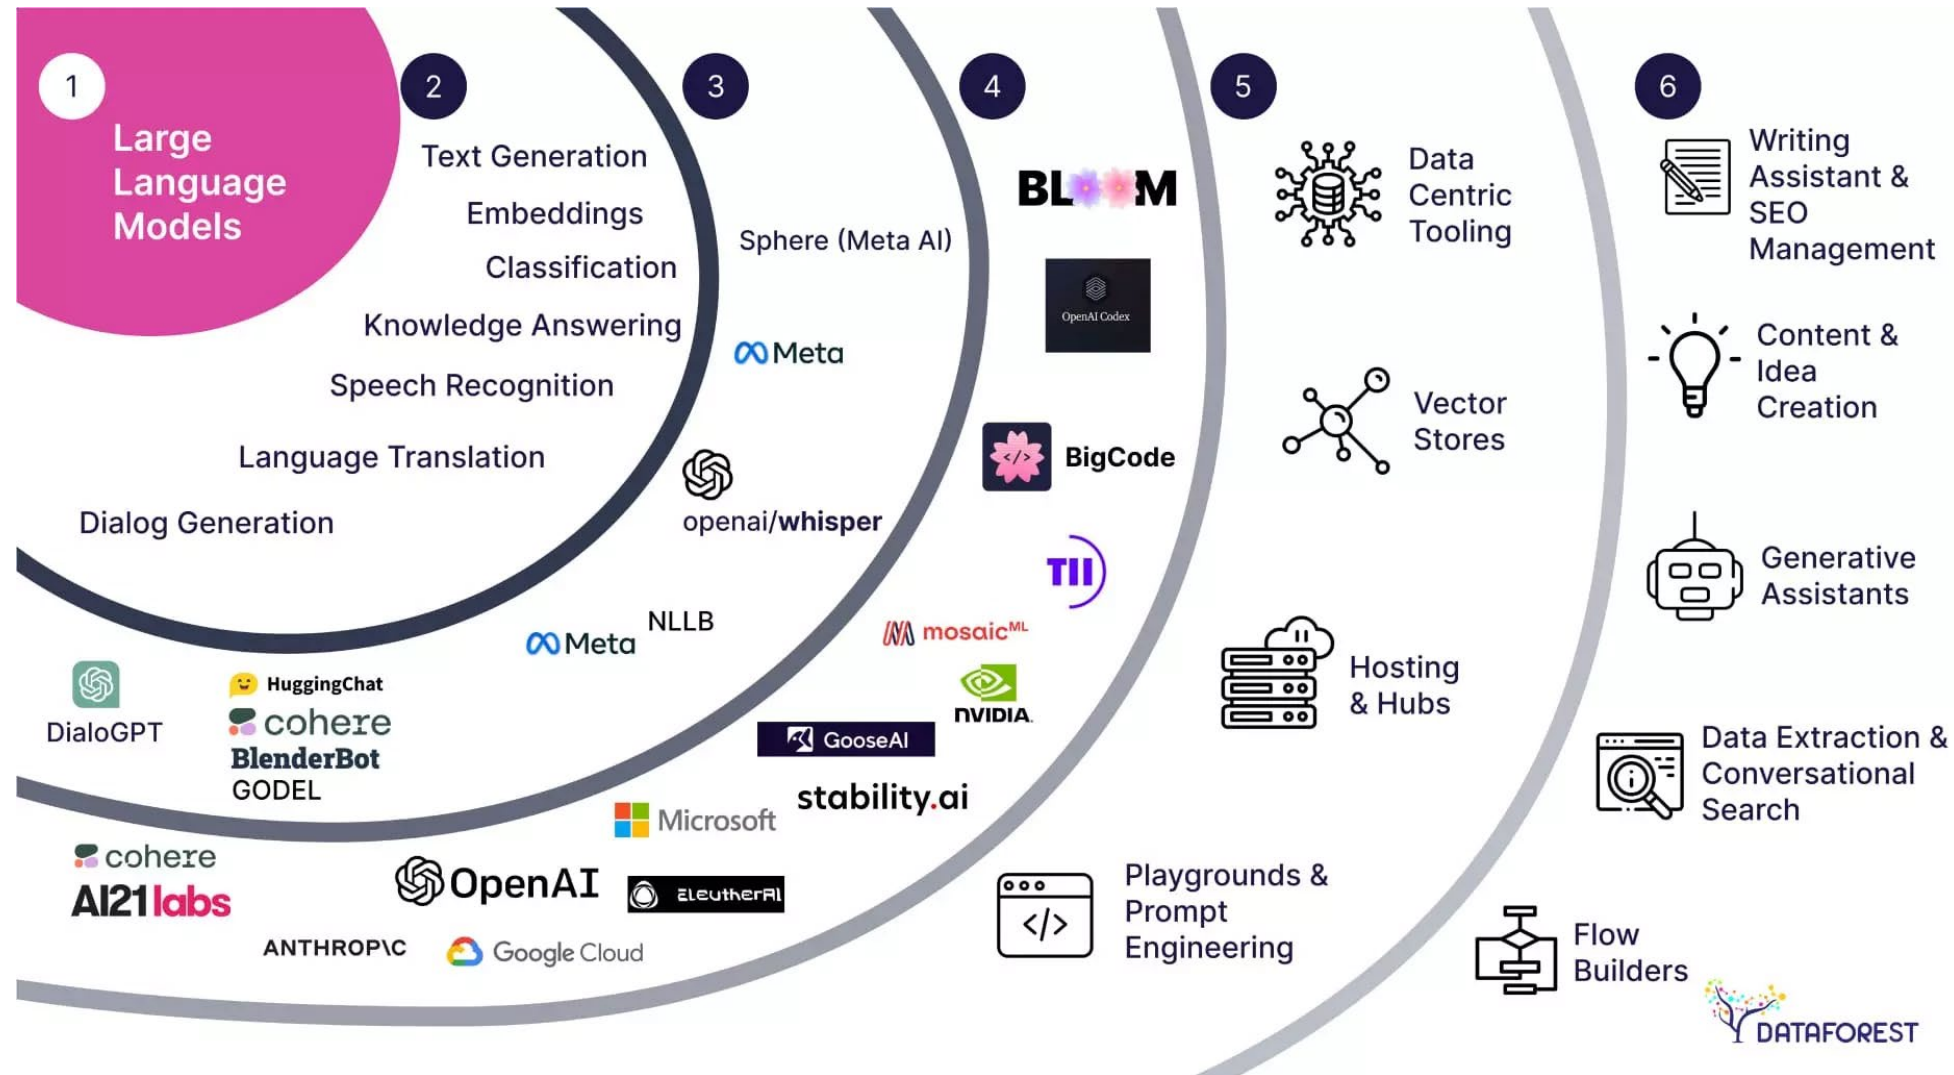 1
Large
Language
Models
2
Text Generation
Embeddings
Classification
Knowledge Answering
Speech Recognition
Language Translation
Dialog Generation
3
Sphere (Meta AI)
Meta
openai/whisper
NLLB
Meta
HuggingChat
cohere
BlenderBot
GODEL
DialoGPT
4
BLOOM
OpenAI Codex
</>
BigCode
TII
mosaicML
NVIDIA.
GooseAI
stability.ai
Microsoft
EleutherAI
OpenAI
Google Cloud
ANTHROP\C
cohere
AI21labs
5
Data
Centric
Tooling
Vector
Stores
Hosting
& Hubs
Playgrounds &
Prompt
Engineering
</>
6
Writing
Assistant &
SEO
Management
Content &
Idea
Creation
Generative
Assistants
Data Extraction &
Conversational
Search
Flow
Builders
DATAFOREST